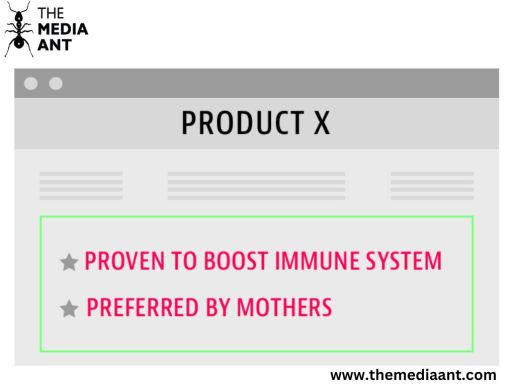 THE
MEDIA
ANT
PRODUCT X
PROVEN TO BOOST IMMUNE SYSTEM
PREFERRED BY MOTHERS
www.themediaant.com